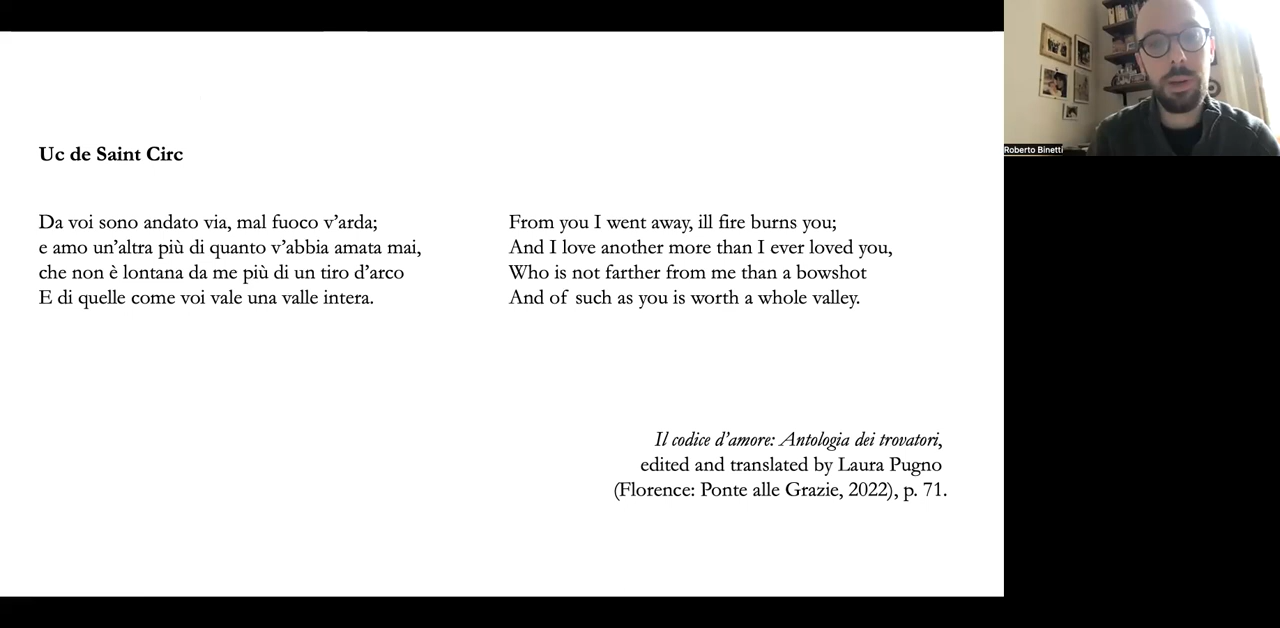 Uc de Saint Circ
Da voi sono andato via, mal fuoco v’arda;
e amo un’altra più di quanto v’abbia amata mai,
che non è lontana da me più di un tiro d’arco
E di quelle come voi vale una valle intera.
From you I went away, ill fire burns you;
And I love another more than I ever loved you,
Who is not farther from me than a bowshot
And of such as you is worth a whole valley.
Il codice d’amore: Antologia dei trovatori,
edited and translated by Laura Pugno
(Florence: Ponte alle Grazie, 2022), p. 71.
Roberto Binetti